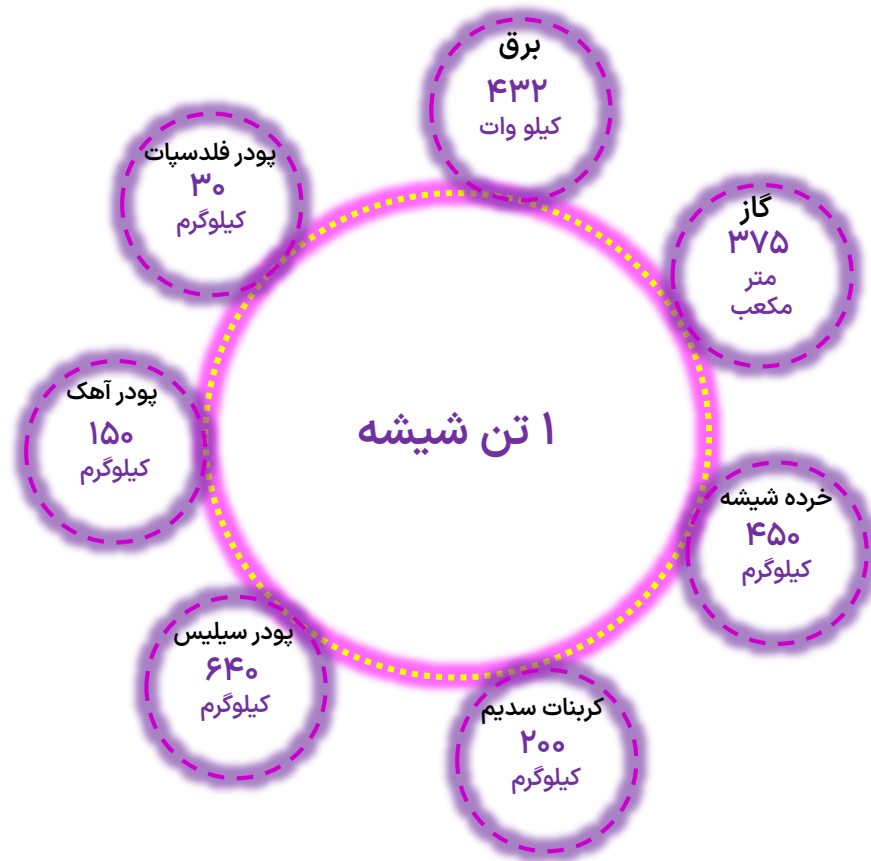 برق
۴۳۲
کیلو وات
پودر فلدسپات
۳۰
کیلوگرم
گاز
۳۷۵
متر
مکعب
پودر آهک
۱۵۰
کیلوگرم
۱ تن شیشه
خرده شیشه
۴۵۰
کیلوگرم
پودر سیلیس
۶۴۰
کیلوگرم
کربنات سدیم
۲۰۰
کیلوگرم